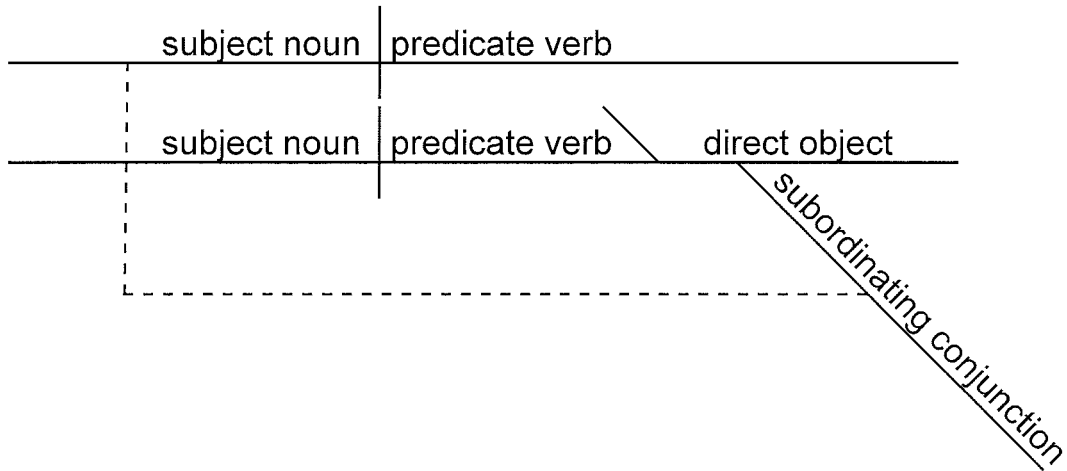 subject noun predicate verb
subject noun predicate verb direct object
subordinating conjunction